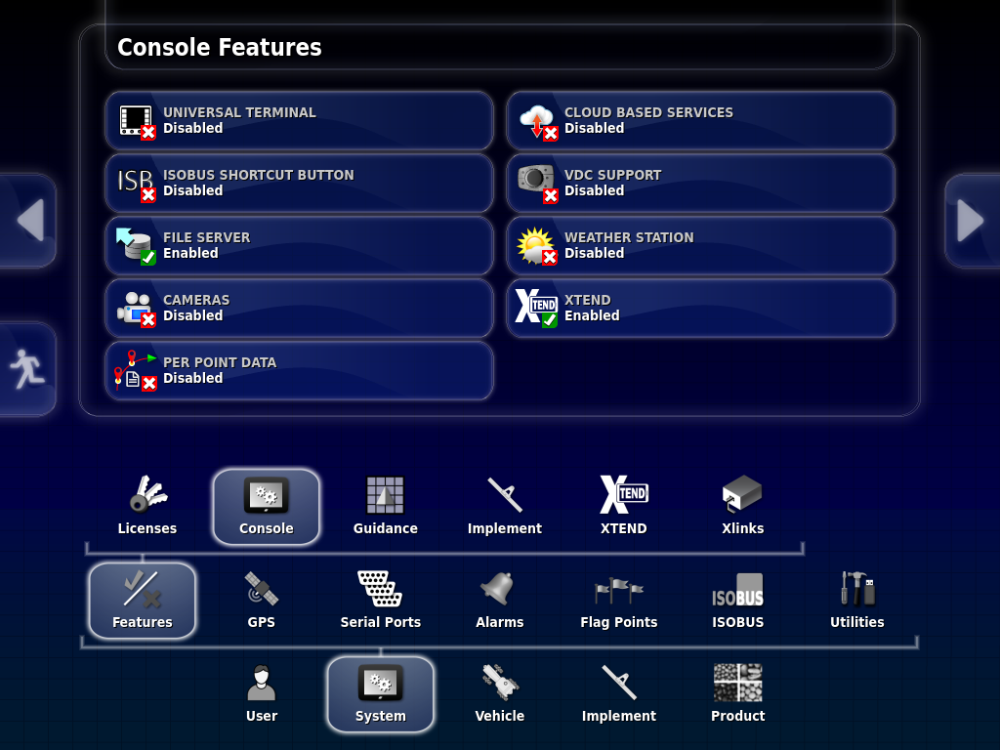 Console Features
UNIVERSAL TERMINAL
Disabled
CLOUD BASED SERVICES
Disabled
ISB
ISOBUS SHORTCUT BUTTON
Disabled
VDC SUPPORT
Disabled
FILE SERVER
Enabled
WEATHER STATION
Disabled
CAMERAS
Disabled
XTEND
XTEND
Enabled
PER POINT DATA
Disabled
Licenses
Console
Guidance
Implement
XTEND
XTEND
Xlinks
Features
GPS
Serial Ports
Alarms
Flag Points
ISOBUS
ISOBUS
Utilities
User
System
Vehicle
Implement
Product